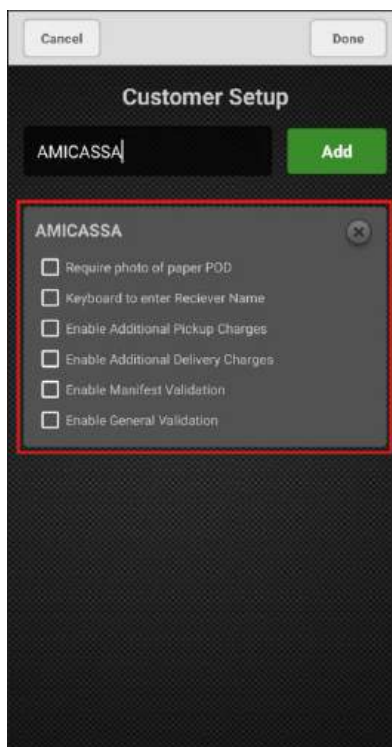 Cancel
Done
Customer Setup
AMICASSA
Add
AMICASSA
Require photo of paper POD
Keyboard to enter Reciever Name
Enable Additional Pickup Charges
Enable Additional Delivery Charges
Enable Manifest Validation
Enable General Validation